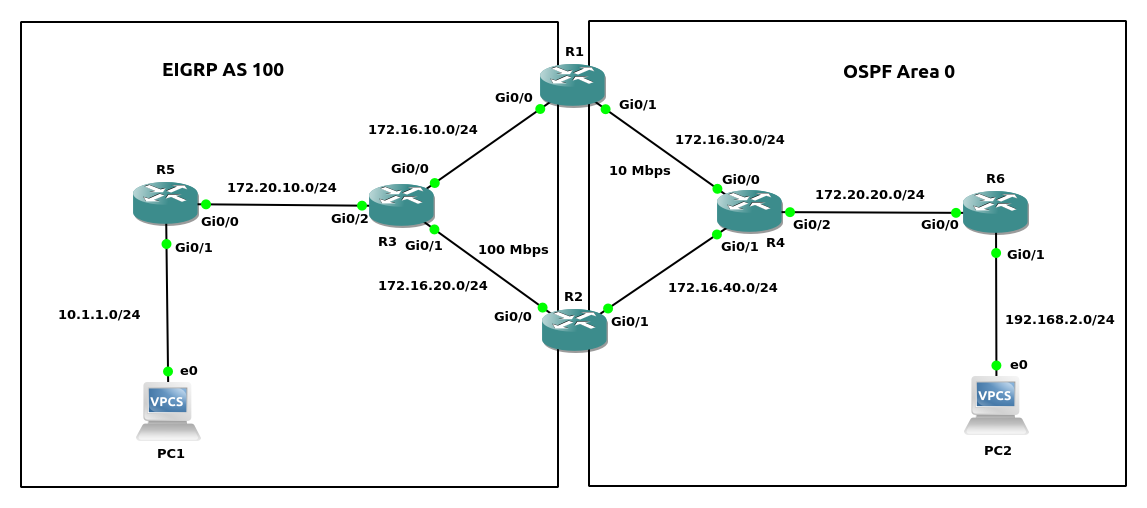 EIGRP AS 100
OSPF Area 0
R1
Gi0/0
Gi0/1
172.16.10.0/24
172.16.30.0/24
10 Mbps
R5
172.20.10.0/24
Gi0/0
Gi0/1
Gi0/0
Gi0/2
R3
Gi0/1
100 Mbps
172.16.20.0/24
Gi0/0
Gi0/1
R4
Gi0/2
172.20.20.0/24
R6
Gi0/0
Gi0/1
R2
Gi0/0
Gi0/1
172.16.40.0/24
10.1.1.0/24
192.168.2.0/24
e0
VPCS
PC1
e0
VPCS
PC2